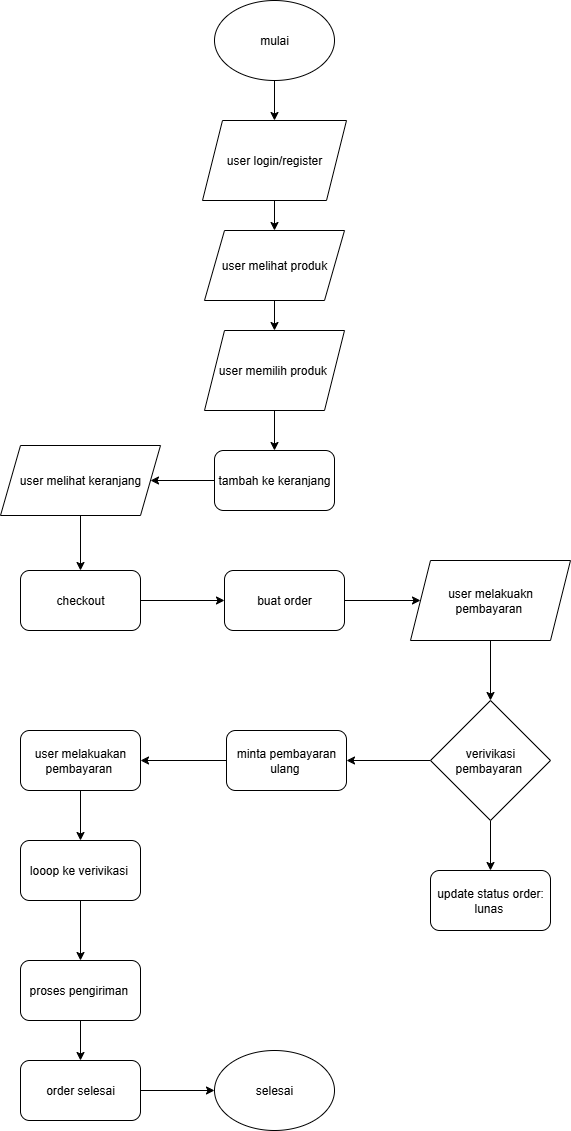 mulai
user login/register
user melihat produk
user memilih produk
tambah ke keranjang
user melihat keranjang
checkout
buat order
user melakuakn
pembayaran
verivikasi
pembayaran
minta pembayaran
ulang
user melakuakan
pembayaran
update status order:
lunas
looop ke verivikasi
proses pengiriman
order selesai
selesai